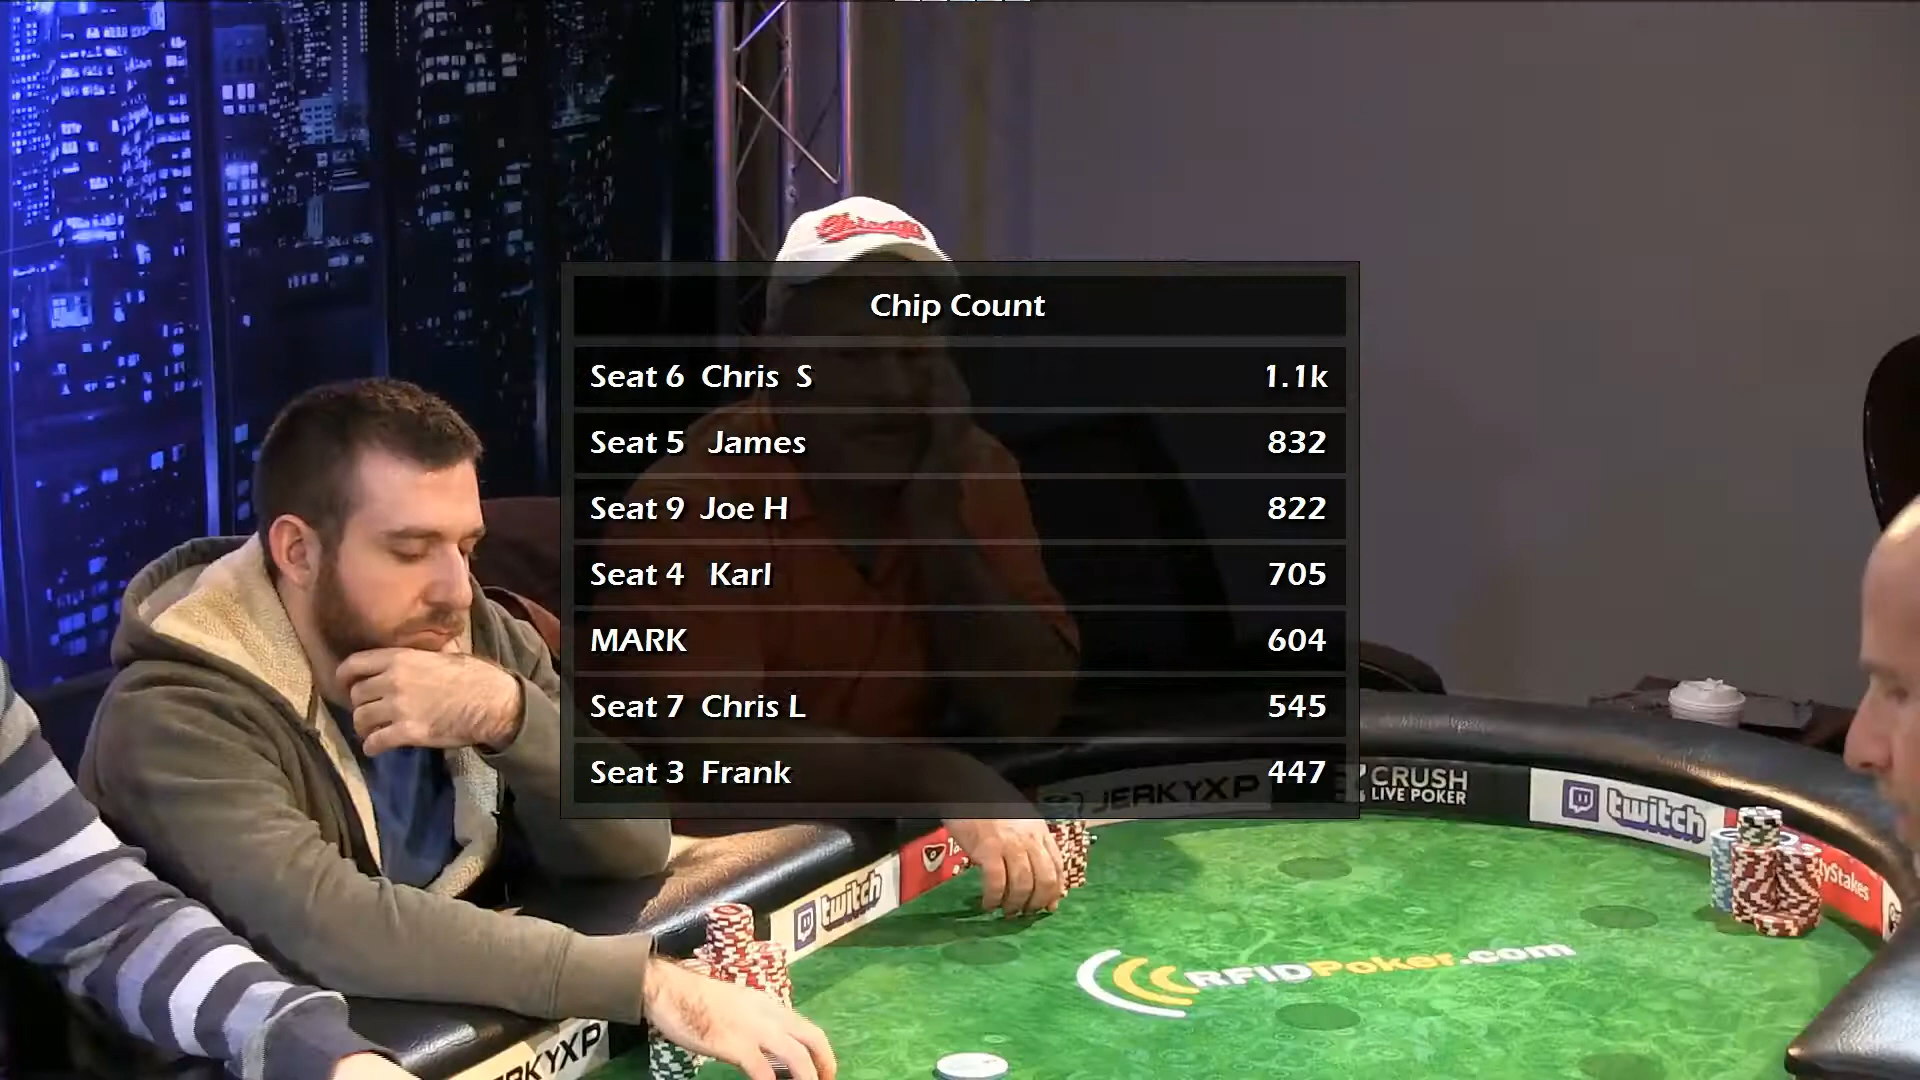 Chicago
Chip Count
Seat 6 Chris S 1.1k
Seat 5 James 832
Seat 9 Joe H 822
Seat 4 Karl 705
MARK 604
Seat 7 Chris L 545
Seat 3 Frank 447
JERKYXP
CRUSH
LIVE POKER
twitch
twitch
RFIDPoker.com